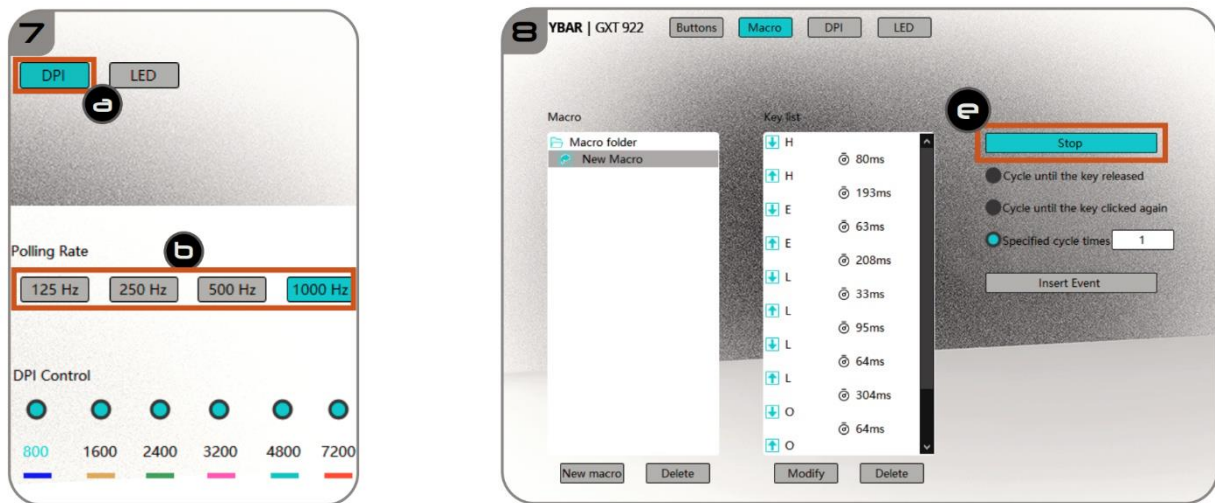 7
DPI LED
a
Polling Rate b
125 Hz 250 Hz 500 Hz 1000 Hz
DPI Control
800 1600 2400 3200 4800 7200
8
YBAR | GXT 922 Buttons Macro DPI LED
Macro
Macro folder
New Macro
New macro Delete
Key list
H
80ms
H
193ms
E
63ms
E
208ms
L
33ms
L
95ms
L
64ms
L
304ms
O
64ms
O
Modify Delete
e
Stop
Cycle until the key released
Cycle until the key clicked again
Specified cycle times 1
Insert Event